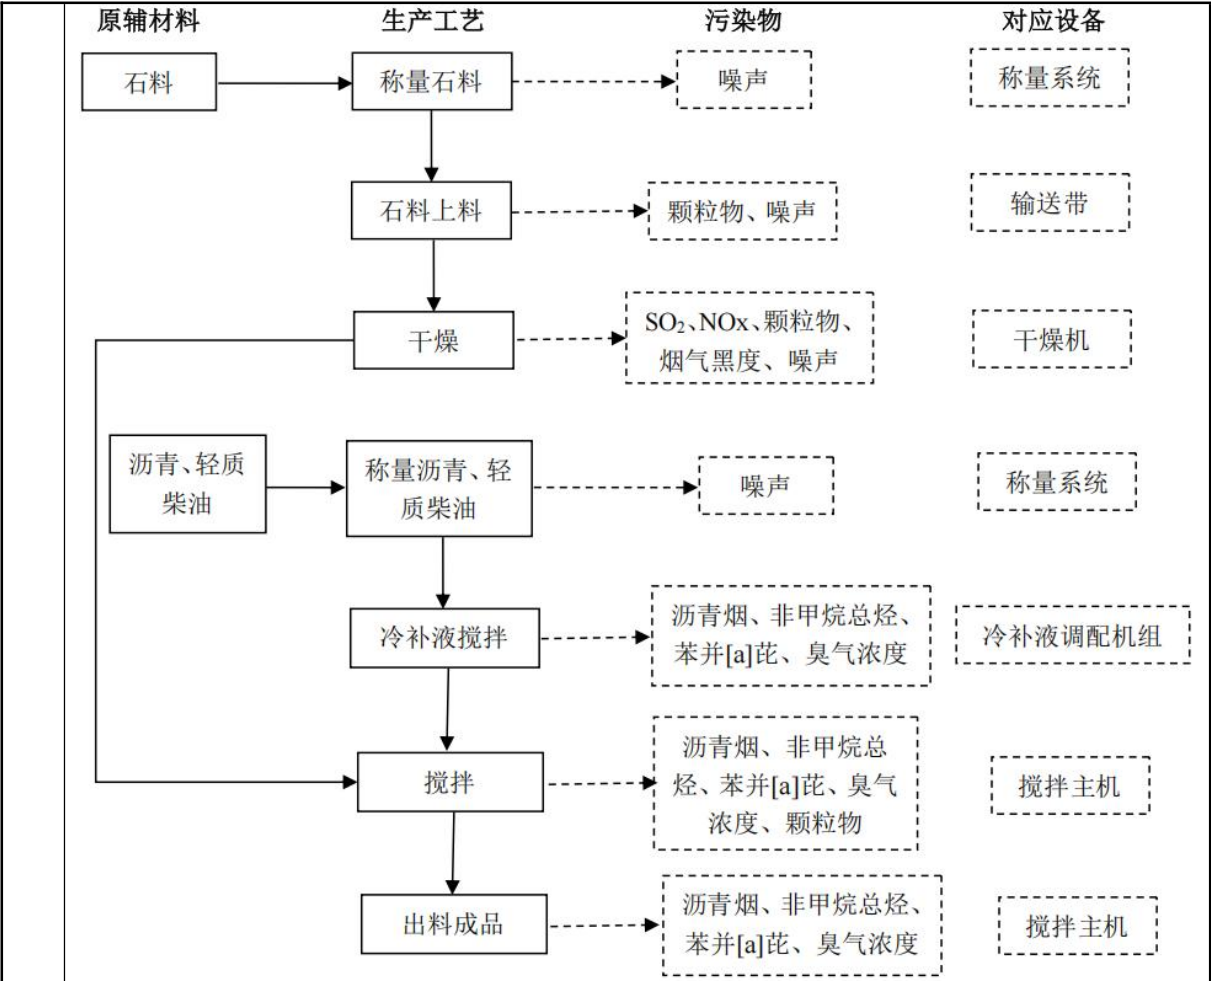 原辅材料 生产工艺 污染物 对应设备
石料 称量石料 噪声 称量系统
石料上料 颗粒物、噪声 输送带
干燥 SO₂、NOx、颗粒物、
烟气黑度、噪声 干燥机
沥青、轻质
柴油
称量沥青、轻
质柴油
噪声 称量系统
冷补液搅拌
沥青烟、非甲烷总烃、
苯并[a]芘、臭气浓度
冷补液调配机组
搅拌
沥青烟、非甲烷总
烃、苯并[a]芘、臭气
浓度、颗粒物
搅拌主机
出料成品
沥青烟、非甲烷总烃、
苯并[a]芘、臭气浓度
搅拌主机